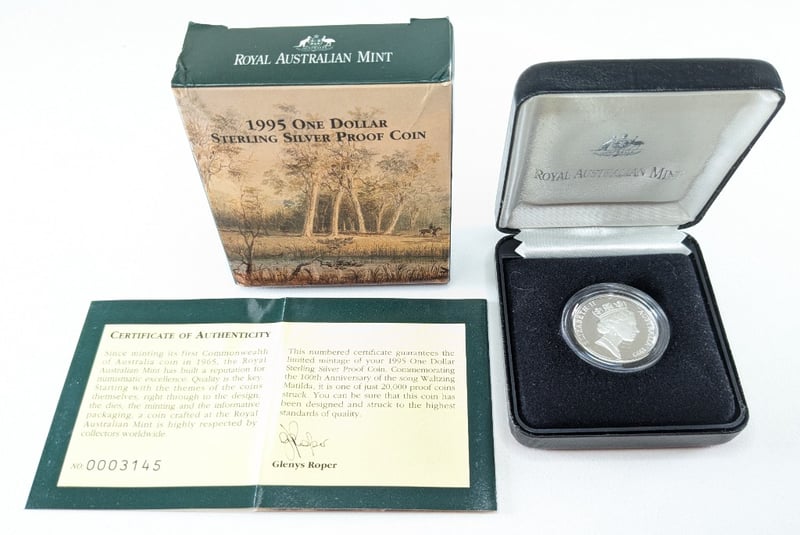 ROYAL AUSTRALIAN MINT
1995 ONE DOLLAR
STERLING SILVER PROOF COIN
ROYAL AUSTRALIAN MINT
ELIZABETH II
AUSTRALIA
1995
CERTIFICATE OF AUTHENTICITY
Since minting its first Commonwealth
of Australia coin in 1965, the Royal
Australian Mint has built a reputation for
numismatic excellence. Quality is the key.
Starting with the themes of the coins
themselves, right through to the design,
the dies, the minting and the informative
packaging, a coin crafted at the Royal
Australian Mint is highly respected by
collectors worldwide.
NO: 0003145
This numbered certificate guarantees the
limited mintage of your 1995 One Dollar
Sterling Silver Proof Coin. Commemorating
the 100th Anniversary of the song Waltzing
Matilda, it is one of just 20,000 proof coins
struck. You can be sure that this coin has
been designed and struck to the highest
standards of quality.
Glenys Roper